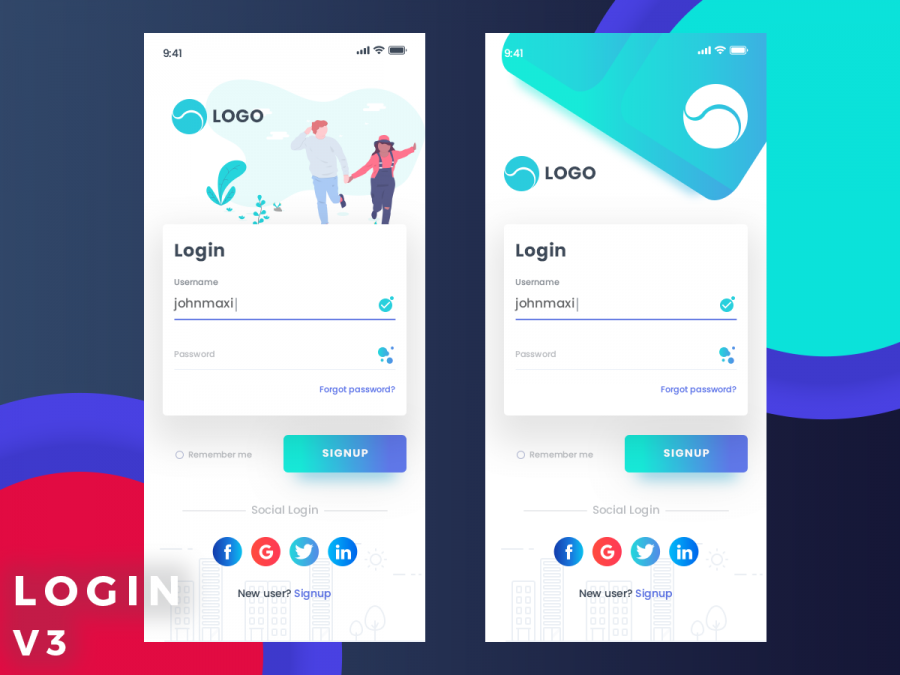 9:41
LOGO
Login
Username
johnmaxi
Password
Forgot password?
Remember me
SIGNUP
Social Login
f G in
New user? Signup
9:41
LOGO
Login
Username
johnmaxi
Password
Forgot password?
Remember me
SIGNUP
Social Login
f G in
New user? Signup
LOGIN
V3